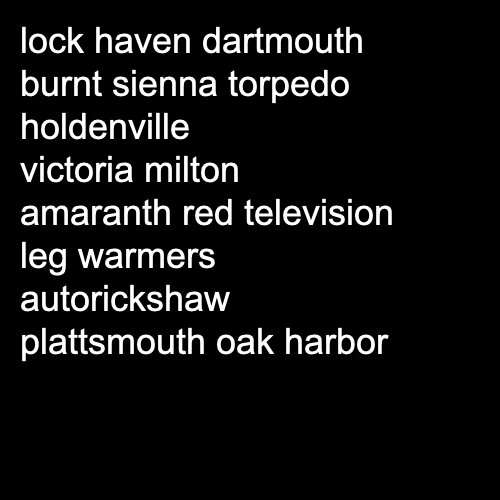 lock haven dartmouth
burnt sienna torpedo
holdenville
victoria milton
amaranth red television
leg warmers
autorickshaw
plattsmouth oak harbor